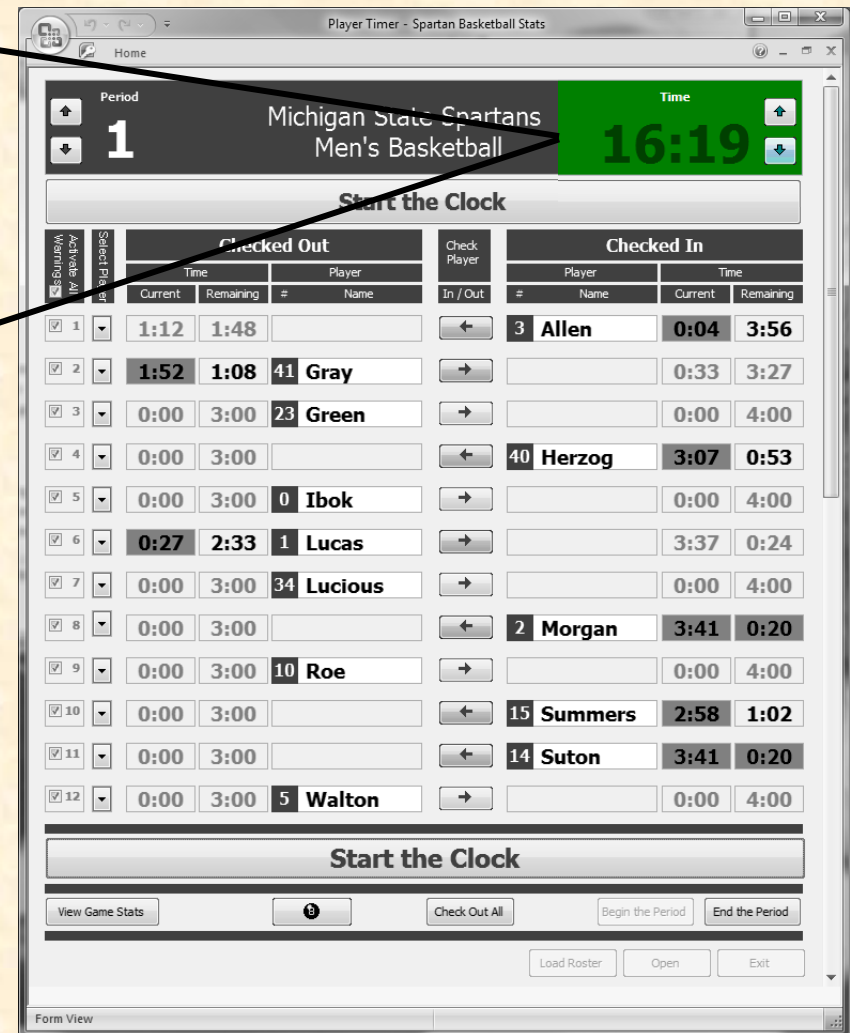 Player Timer - Spartan Basketball Stats
Home
Period
1
Michigan State Spartans
Men's Basketball
Time
16:19
Start the Clock
Activate All Warnings
Select Player
Checked Out
Check Player
Checked In
Time Player Player Time
Current Remaining # Name In / Out # Name Current Remaining
1 1:12 1:48 3 Allen 0:04 3:56
2 1:52 1:08 41 Gray 0:33 3:27
3 0:00 3:00 23 Green 0:00 4:00
4 0:00 3:00 40 Herzog 3:07 0:53
5 0:00 3:00 0 Ibok 0:00 4:00
6 0:27 2:33 1 Lucas 3:37 0:24
7 0:00 3:00 34 Lucious 0:00 4:00
8 0:00 3:00 2 Morgan 3:41 0:20
9 0:00 3:00 10 Roe 0:00 4:00
10 0:00 3:00 15 Summers 2:58 1:02
11 0:00 3:00 14 Suton 3:41 0:20
12 0:00 3:00 5 Walton 0:00 4:00
Start the Clock
View Game Stats Check Out All Begin the Period End the Period
Load Roster Open Exit
Form View